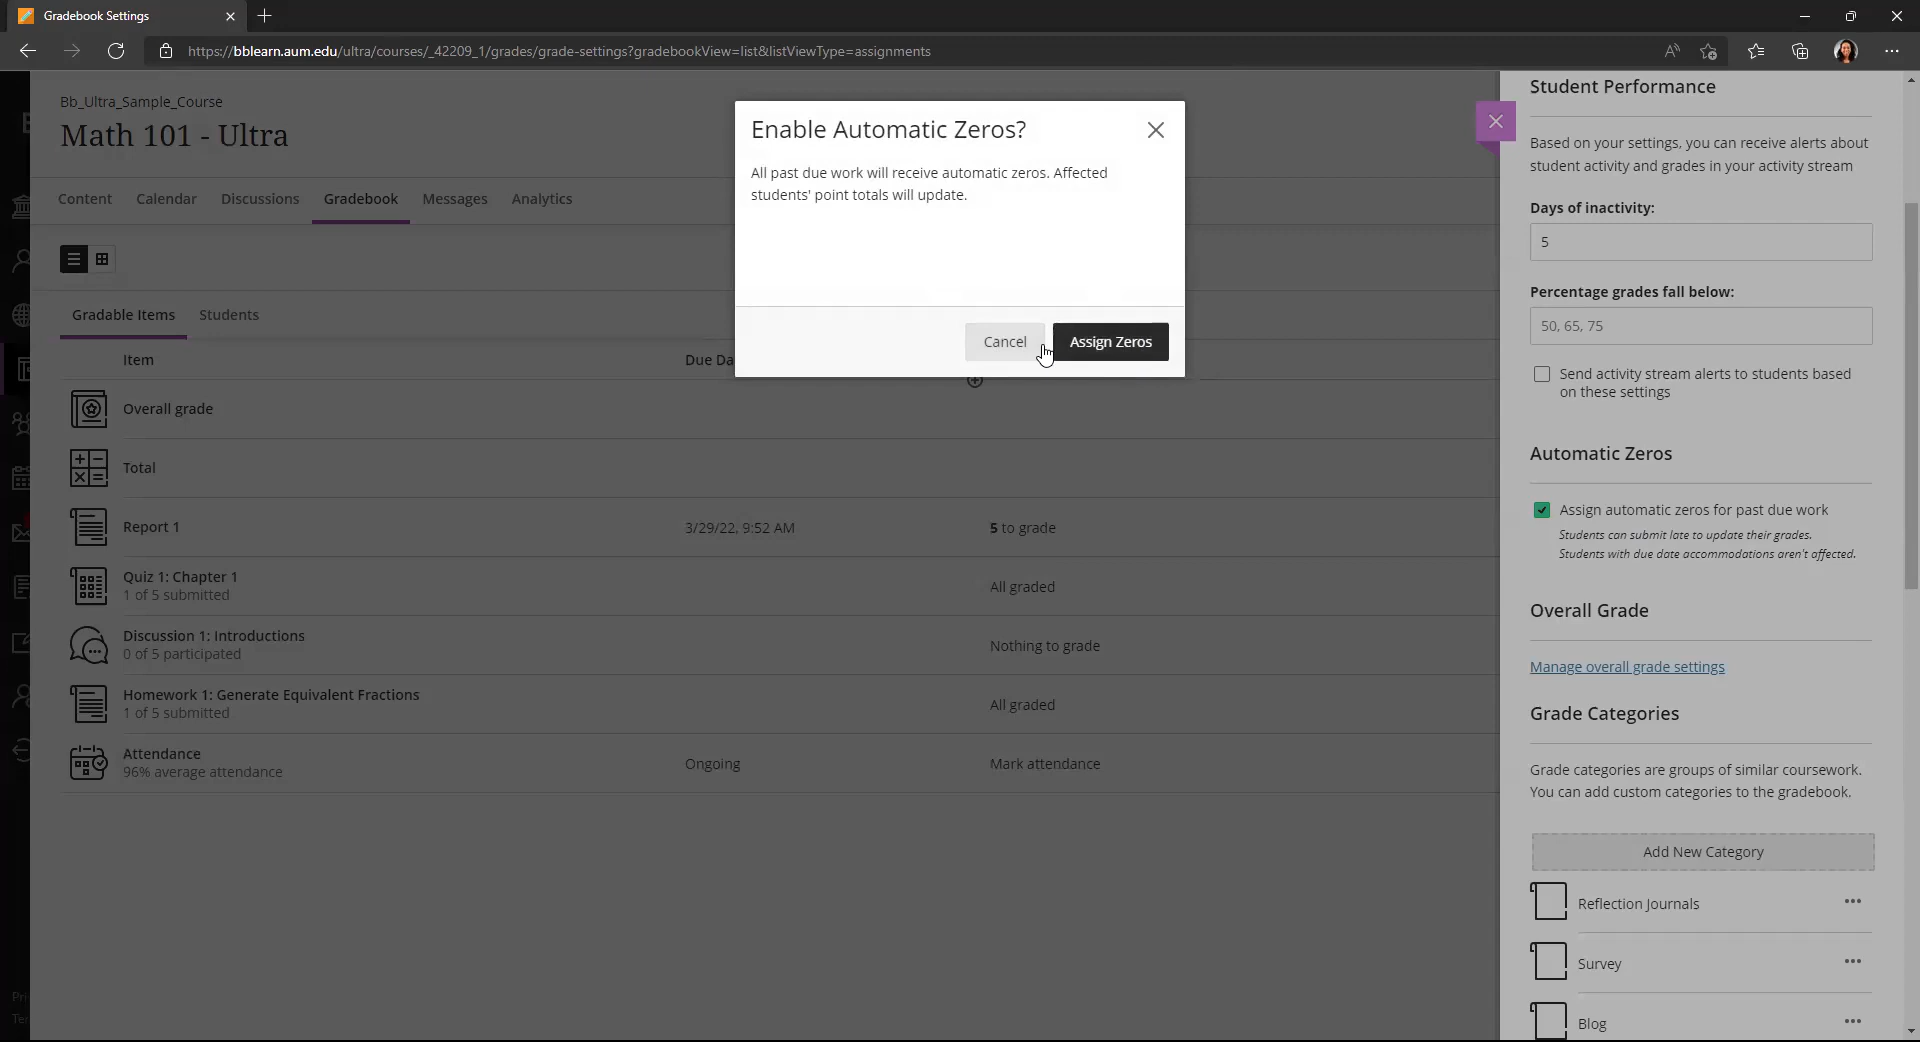 Gradebook Settings
https://bblearn.aum.edu/ultra/courses/_42209_1/grades/grade-settings?gradebookView=list&listViewType=assignments
Bb_Ultra_Sample_Course
Math 101 - Ultra
Content
Calendar
Discussions
Gradebook
Messages
Analytics
Gradable Items
Students
Item
Due Da
Overall grade
Total
Report 1
3/29/22, 9:52 AM
5 to grade
Quiz 1: Chapter 1
1 of 5 submitted
All graded
Discussion 1: Introductions
0 of 5 participated
Nothing to grade
Homework 1: Generate Equivalent Fractions
1 of 5 submitted
All graded
Attendance
96% average attendance
Ongoing
Mark attendance
Enable Automatic Zeros?
All past due work will receive automatic zeros. Affected
students' point totals will update.
Cancel
Assign Zeros
Student Performance
Based on your settings, you can receive alerts about
student activity and grades in your activity stream
Days of inactivity:
5
Percentage grades fall below:
50, 65, 75
Send activity stream alerts to students based
on these settings
Automatic Zeros
Assign automatic zeros for past due work
Students can submit late to update their grades.
Students with due date accommodations aren't affected.
Overall Grade
Manage overall grade settings
Grade Categories
Grade categories are groups of similar coursework.
You can add custom categories to the gradebook.
Add New Category
Reflection Journals
Survey
Blog